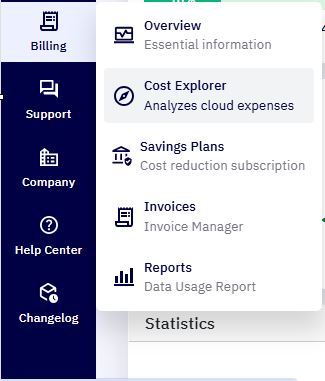 Billing
Support
Company
Help Center
Changelog
Overview
Essential information
Cost Explorer
Analyzes cloud expenses
Savings Plans
Cost reduction subscription
Invoices
Invoice Manager
Reports
Data Usage Report
Statistics